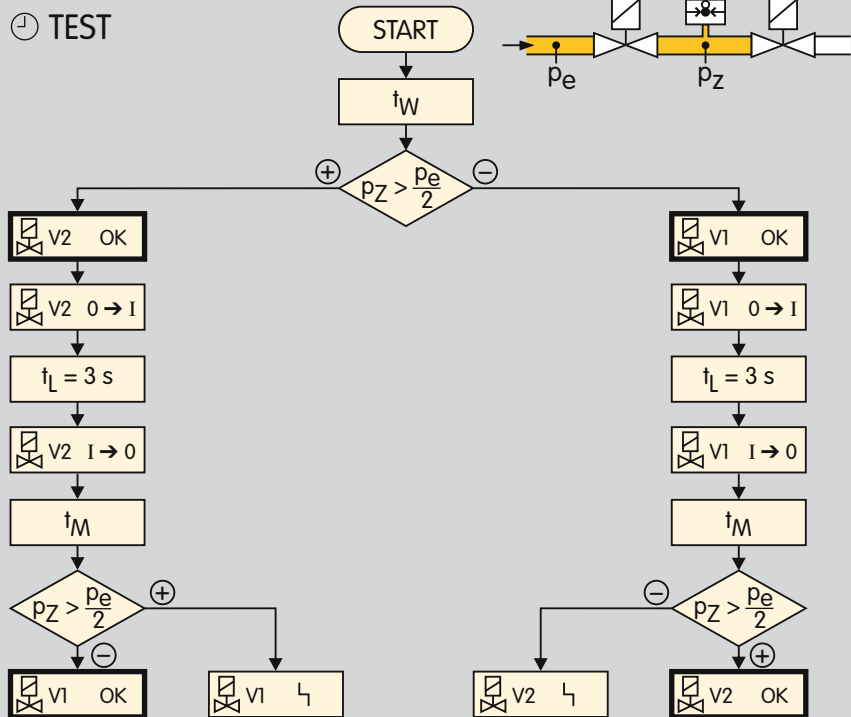 TEST
START
pe
pz
tW
pZ > pe/2
V2 OK
V1 OK
V2 0 ➔ I
V1 0 ➔ I
tL = 3 s
tL = 3 s
V2 I ➔ 0
V1 I ➔ 0
tM
tM
pZ > pe/2
pZ > pe/2
V1 OK
V1
V2
V2 OK